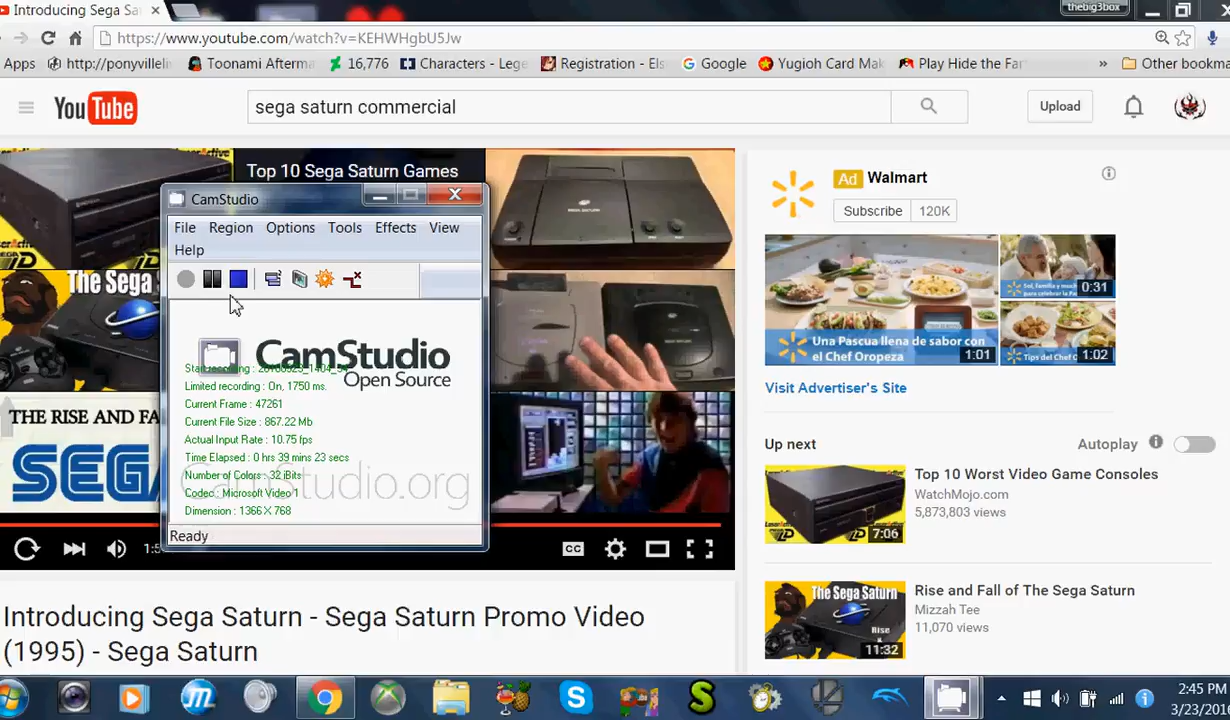 Introducing Sega Sa
thebig3box
https://www.youtube.com/watch?v=KEHWHgbU5Jw
Apps
http://ponyvilleli
Toonami Afterma
16,776
Characters - Lege
Registration - Els
Google
Yugioh Card Mak
Play Hide the Far
»
Other bookma
YouTube
sega saturn commercial
Upload
Top 10 Sega Saturn Games
LaserActive
The Sega
THE RISE AND FA
SEGA
CamStudio
File Region Options Tools Effects View
Help
CamStudio
Open Source
CamStudio.org
Limited recording : On, 1750 ms.
Current Frame : 47261
Current File Size : 867.22 Mb
Actual Input Rate : 10.75 fps
Time Elapsed : 0 hrs 39 mins 23 secs
Number of Colors : 32 iBits
Codec : Microsoft Video 1
Dimension : 1366 X 768
Ready
CC
Introducing Sega Saturn - Sega Saturn Promo Video
(1995) - Sega Saturn
Ad Walmart
Subscribe 120K
0:31
Una Pascua llena de sabor con
el Chef Oropeza
1:01
Tips del Chef
1:02
Visit Advertiser's Site
Up next
Autoplay
Top 10 Worst Video Game Consoles
WatchMojo.com
5,873,803 views
7:06
Rise and Fall of The Sega Saturn
Mizzah Tee
11,070 views
The Sega Saturn
Rise
11:32
2:45 PM
3/23/201